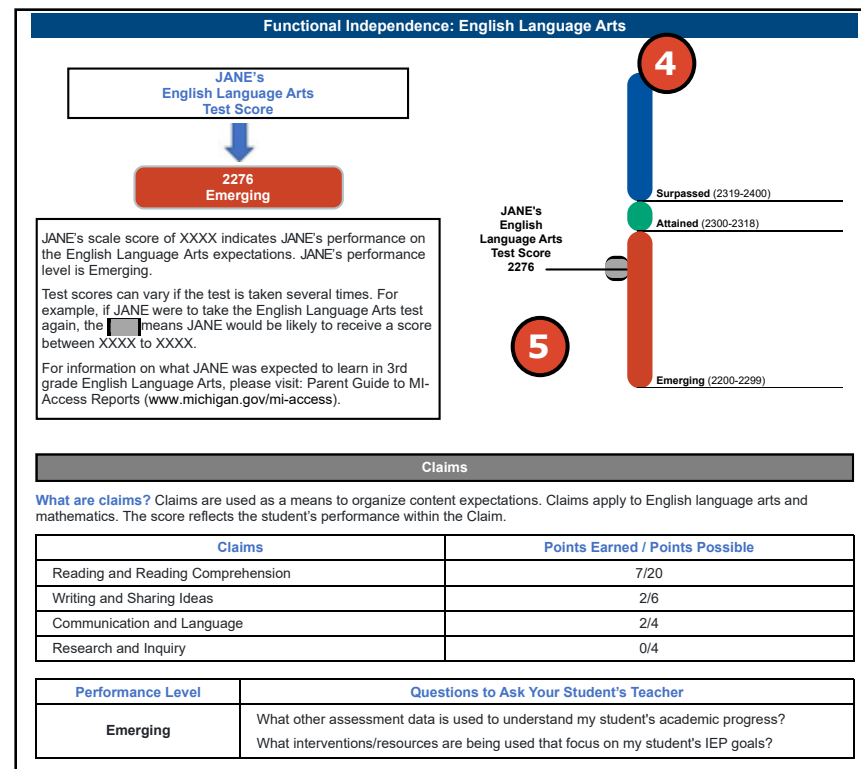 Functional Independence: English Language Arts
JANE's
English Language Arts
Test Score
2276
Emerging
JANE's scale score of XXXX indicates JANE's performance on
the English Language Arts expectations. JANE's performance
level is Emerging.
Test scores can vary if the test is taken several times. For
example, if JANE were to take the English Language Arts test
again, the means JANE would be likely to receive a score
between XXXX to XXXX.
For information on what JANE was expected to learn in 3rd
grade English Language Arts, please visit: Parent Guide to MI-
Access Reports (www.michigan.gov/mi-access).
4
Surpassed (2319-2400)
Attained (2300-2318)
JANE's
English
Language Arts
Test Score
2276
5
Emerging (2200-2299)
Claims
What are claims? Claims are used as a means to organize content expectations. Claims apply to English language arts and
mathematics. The score reflects the student's performance within the Claim.
Claims Points Earned / Points Possible
Reading and Reading Comprehension 7/20
Writing and Sharing Ideas 2/6
Communication and Language 2/4
Research and Inquiry 0/4
Performance Level Questions to Ask Your Student's Teacher
Emerging
What other assessment data is used to understand my student's academic progress?
What interventions/resources are being used that focus on my student's IEP goals?